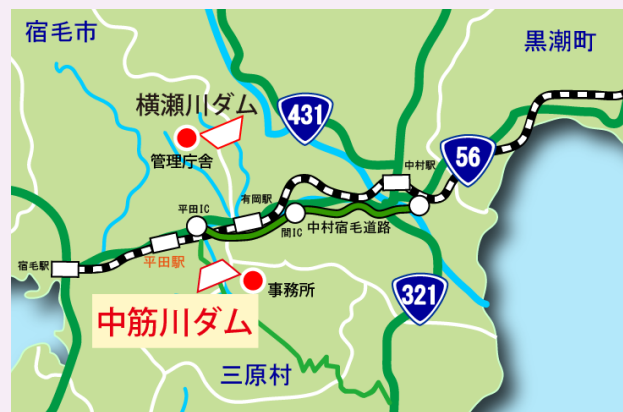 宿毛市
黒潮町
横瀬川ダム
431
管理庁舎
56
中村駅
有岡駅
平田IC
間IC
中村宿毛道路
宿毛駅
平田駅
事務所
321
中筋川ダム
三原村